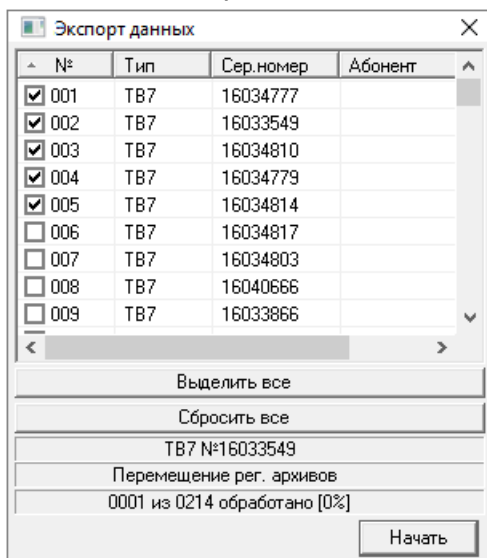 Экспорт данных
№ Тип Сер.номер Абонент
001 ТВ7 16034777
002 ТВ7 16033549
003 ТВ7 16034810
004 ТВ7 16034779
005 ТВ7 16034814
006 ТВ7 16034817
007 ТВ7 16034803
008 ТВ7 16040666
009 ТВ7 16033866
Выделить все
Сбросить все
ТВ7 №16033549
Перемещение рег. архивов
0001 из 0214 обработано [0%]
Начать